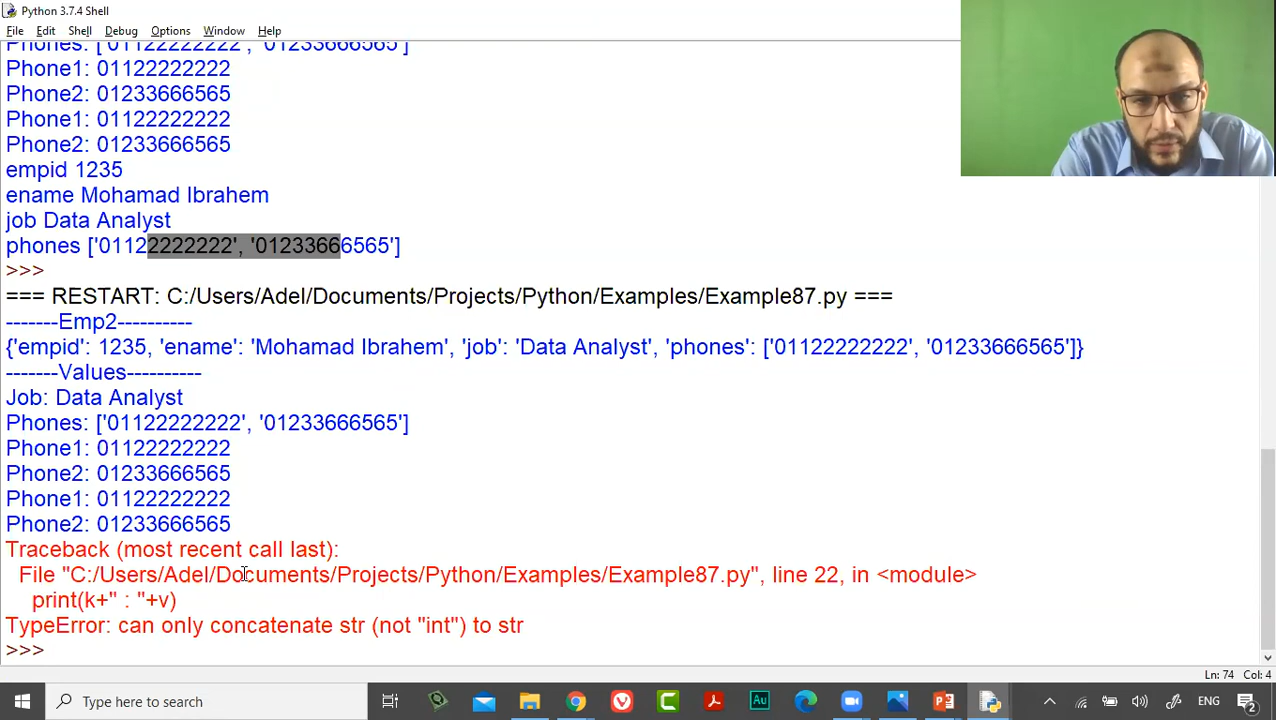 Python 3.7.4 Shell
File Edit Shell Debug Options Window Help
Phones: ['01122222222', '01233666565']
Phone1: 01122222222
Phone2: 01233666565
Phone1: 01122222222
Phone2: 01233666565
empid 1235
ename Mohamad Ibrahem
job Data Analyst
phones ['01122222222', '01233666565']
>>>
=== RESTART: C:/Users/Adel/Documents/Projects/Python/Examples/Example87.py ===
-------Emp2----------
{'empid': 1235, 'ename': 'Mohamad Ibrahem', 'job': 'Data Analyst', 'phones': ['01122222222', '01233666565']}
-------Values----------
Job: Data Analyst
Phones: ['01122222222', '01233666565']
Phone1: 01122222222
Phone2: 01233666565
Phone1: 01122222222
Phone2: 01233666565
Traceback (most recent call last):
File "C:/Users/Adel/Documents/Projects/Python/Examples/Example87.py", line 22, in <module>
print(k+" : "+v)
TypeError: can only concatenate str (not "int") to str
>>>
Ln: 74 Col: 4
Type here to search
Au
ENG
2